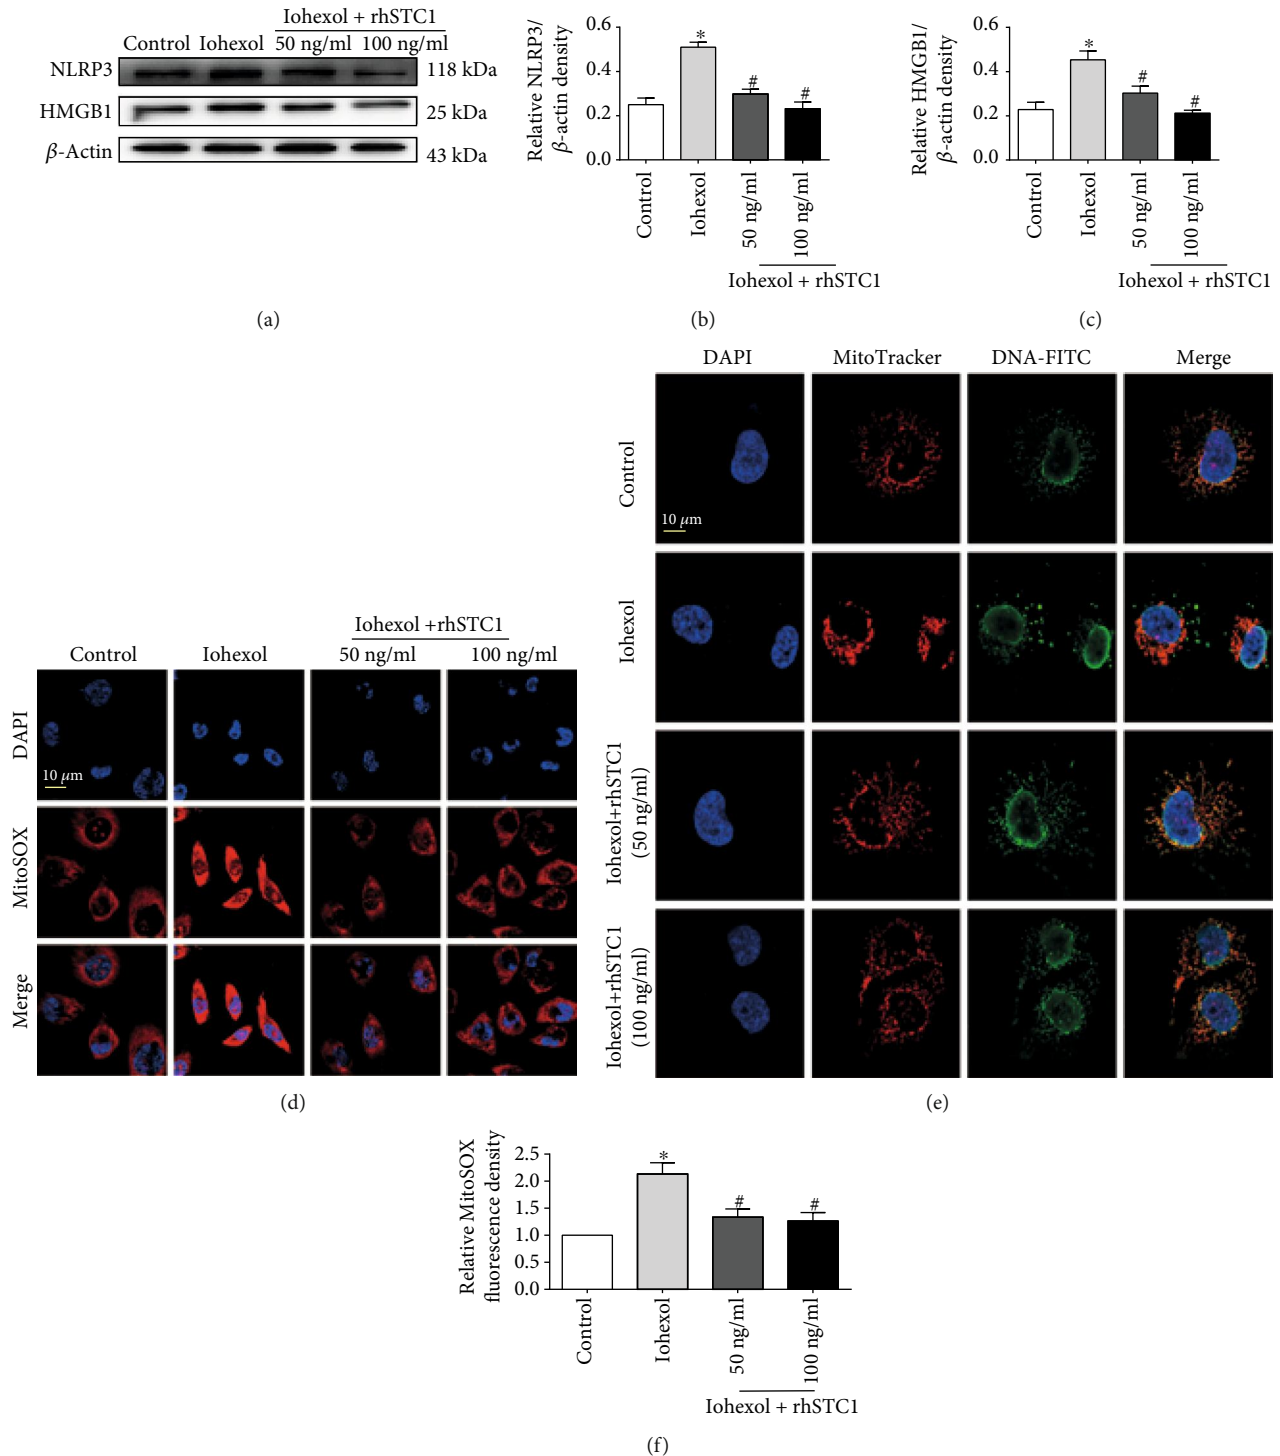 Iohexol + rhSTC1
Control Iohexol 50 ng/ml 100 ng/ml
NLRP3 118 kDa
HMGB1 25 kDa
β-Actin 43 kDa
(a)
Relative NLRP3/
β-actin density
0.6
0.4
0.2
0.0
*
#
#
Control
Iohexol
50 ng/ml
100 ng/ml
Iohexol + rhSTC1
(b)
Relative HMGB1/
β-actin density
0.6
0.4
0.2
0.0
*
#
#
Control
Iohexol
50 ng/ml
100 ng/ml
Iohexol + rhSTC1
(c)
Iohexol +rhSTC1
Control Iohexol 50 ng/ml 100 ng/ml
DAPI
10 μm
MitoSOX
Merge
(d)
DAPI MitoTracker DNA-FITC Merge
Control
10 μm
Iohexol
Iohexol+rhSTC1
(50 ng/ml)
Iohexol+rhSTC1
(100 ng/ml)
(e)
Relative MitoSOX
fluorescence density
2.5
2.0
1.5
1.0
0.5
0.0
*
#
#
Control
Iohexol
50 ng/ml
100 ng/ml
Iohexol + rhSTC1
(f)